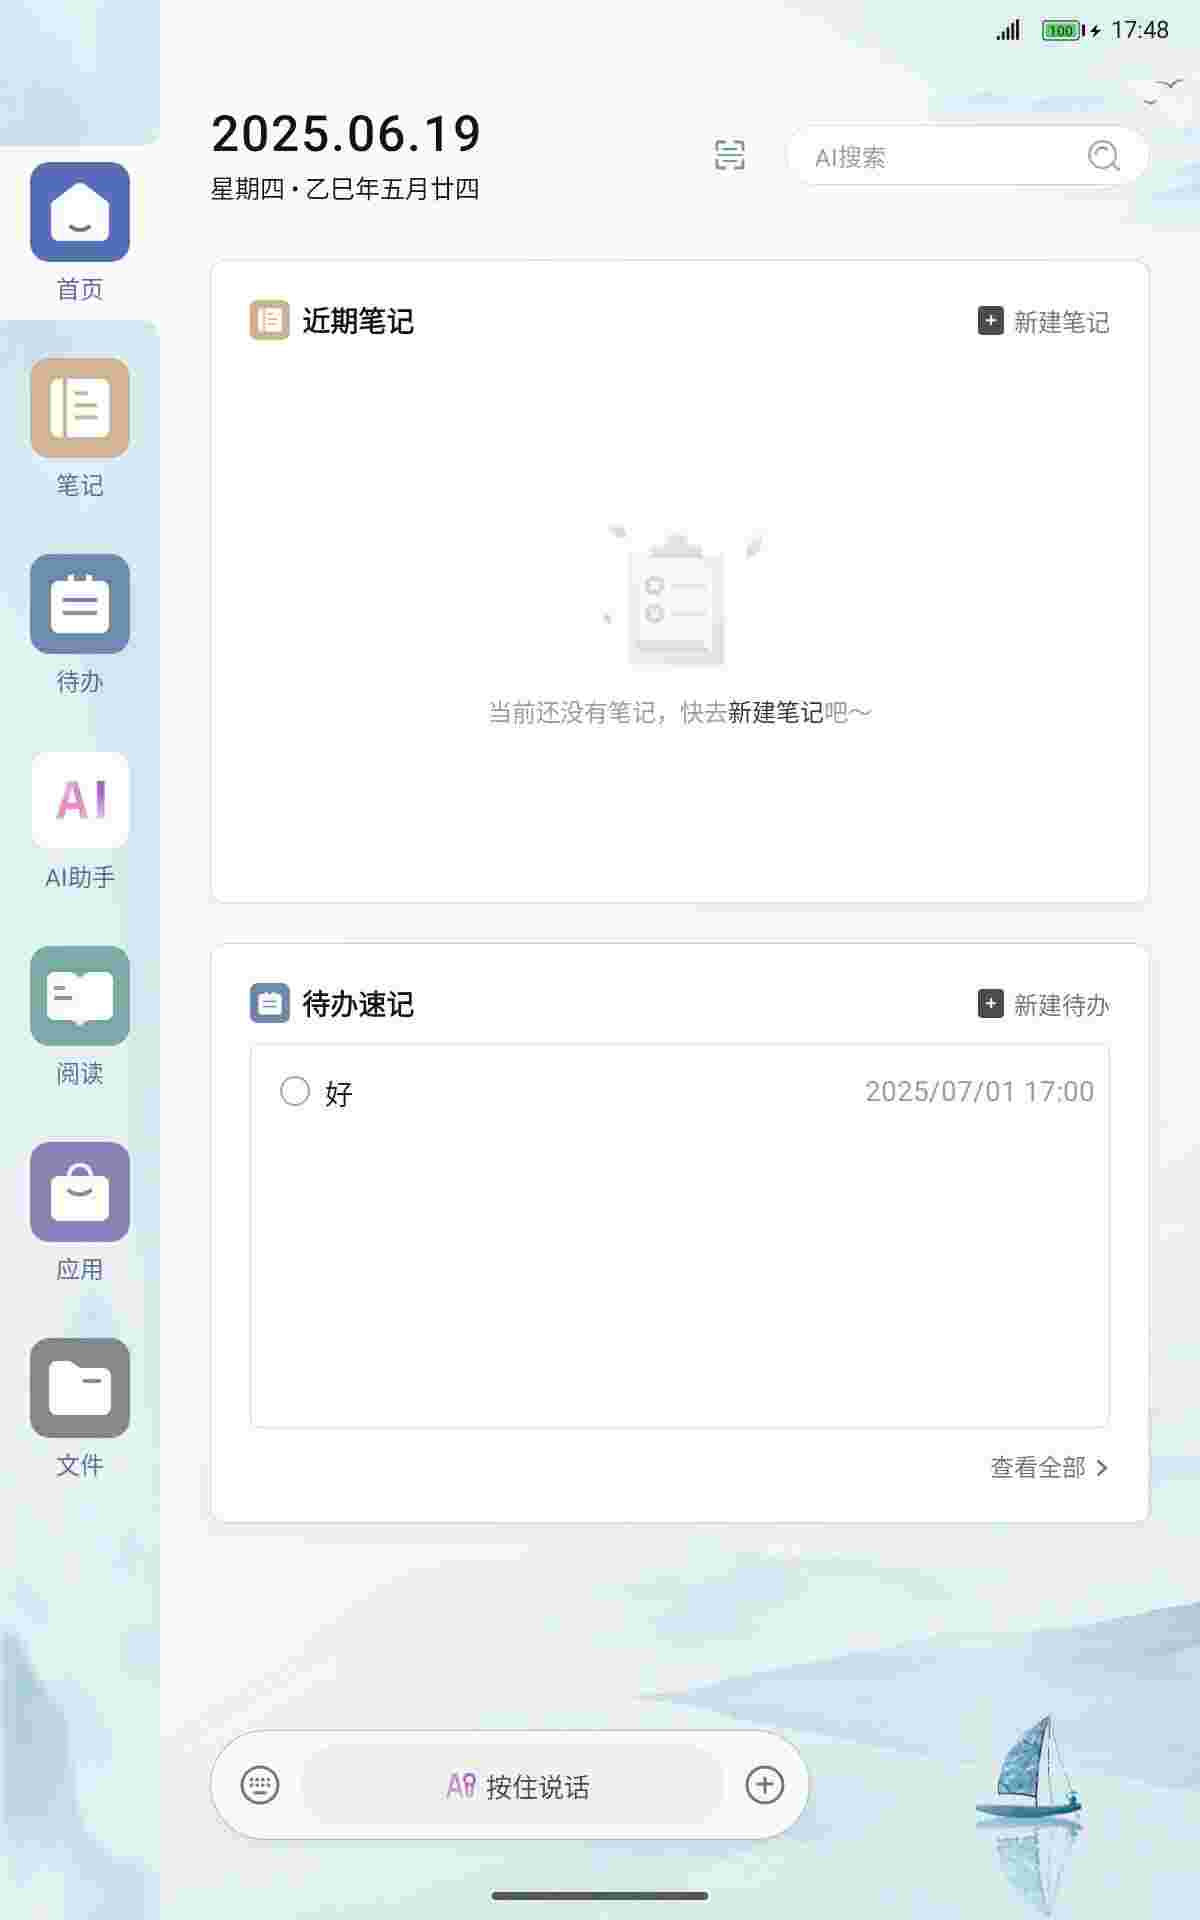 100 17:48
2025.06.19
星期四•乙巳年五月廿四
AI搜索
首页
笔记
待办
AI
AI助手
阅读
应用
文件
近期笔记
新建笔记
当前还没有笔记，快去新建笔记吧～
待办速记
新建待办
好
2025/07/01 17:00
查看全部
AI 按住说话